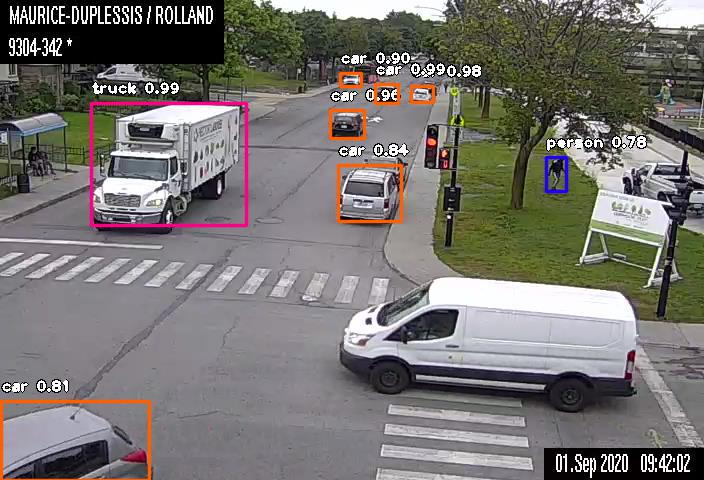 MAURICE-DUPLESSIS / ROLLAND
9304-342 *
car 0.90
car 0.99
0.98
car 0.96
truck 0.99
car 0.84
person 0.78
car 0.81
01.Sep 2020 09:42:02